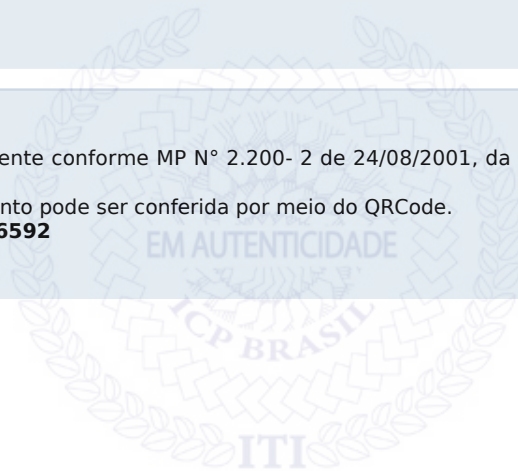 ente conforme MP N° 2.200- 2 de 24/08/2001, da
nto pode ser conferida por meio do QRCode.
6592
EM AUTENTICIDADE
ICP BRASIL
ITI